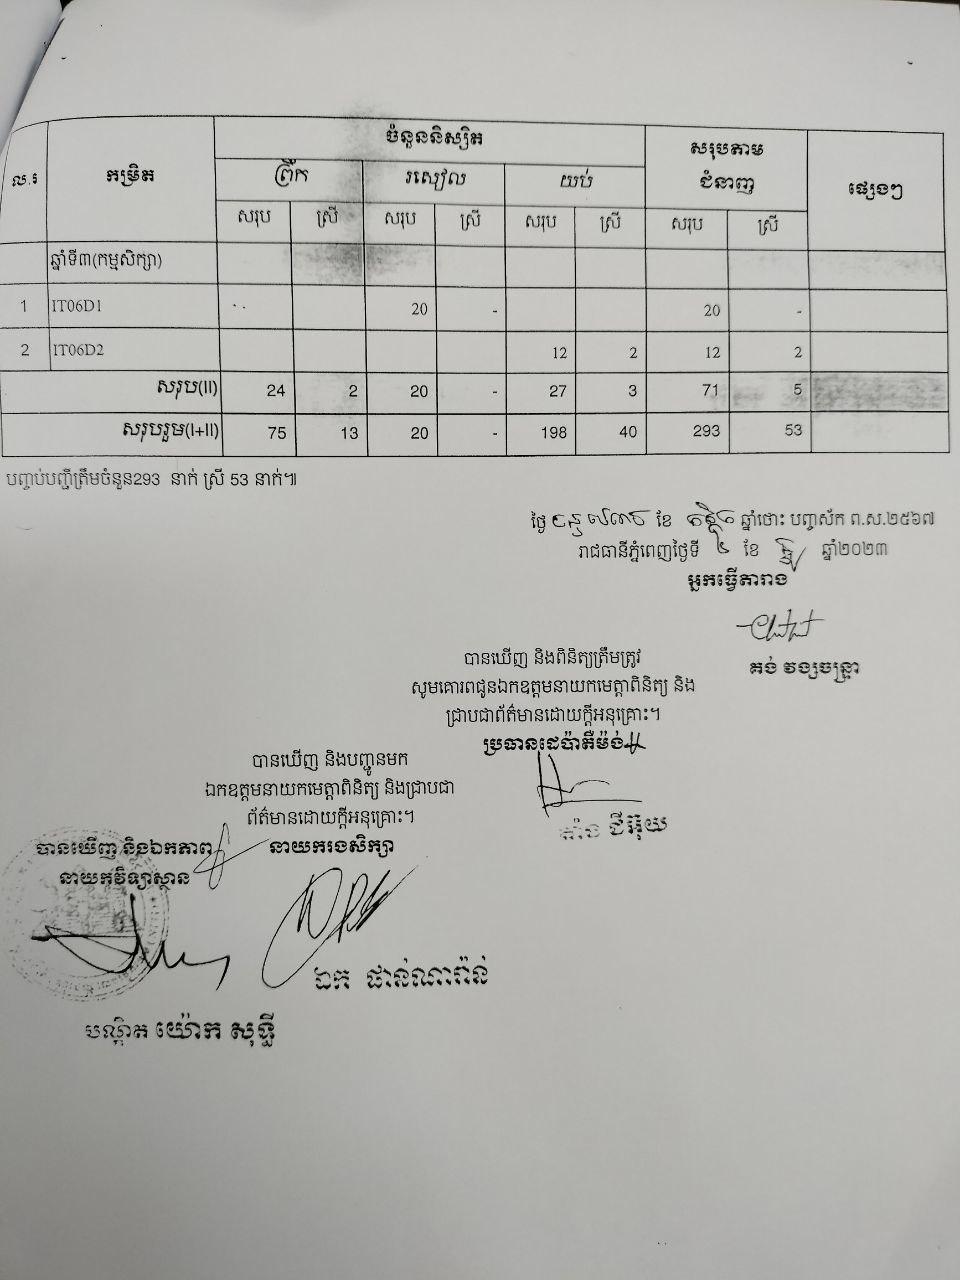 ល.រ កម្រិត ចំនួននិស្សិត សរុបតាម ជំនាញ ផ្សេងៗ
ព្រឹក រសៀល យប់
សរុប ស្រី សរុប ស្រី សរុប ស្រី សរុប ស្រី
ឆ្នាំទី៣(កម្មសិក្សា)
1 IT06D1 20 - 20 -
2 IT06D2 12 2 12 2
សរុប(II) 24 2 20 - 27 3 71 5
សរុបរួម(I+II) 75 13 20 - 198 40 293 53
បញ្ចប់បញ្ជីត្រឹមចំនួន293 នាក់ ស្រី 53 នាក់៕
ថ្ងៃ ខែ ឆ្នាំថោះ បញ្ចស័ក ព.ស.២៥៦៧
រាជធានីភ្នំពេញថ្ងៃទី ខែ ឆ្នាំ២០២៣
អ្នកធ្វើតារាង
គង់ វង្សចន្ត្រា
បានឃើញ និងពិនិត្យត្រឹមត្រូវ
សូមគោរពជូនឯកឧត្តមនាយកមេត្តាពិនិត្យ និង
ជ្រាបជាព័ត៌មានដោយក្តីអនុគ្រោះ។
ប្រធានដេប៉ាតឺម៉ង់
តាំង ជីអ៊ុយ
បានឃើញ និងបញ្ជូនមក
ឯកឧត្តមនាយកមេត្តាពិនិត្យ និងជ្រាបជា
ព័ត៌មានដោយក្តីអនុគ្រោះ។
នាយករងសិក្សា
ឯក ផាន់ណារ៉ាន់
បានឃើញ និងឯកភាព
នាយកវិទ្យាស្ថាន
បណ្ឌិត យ៉ោក សុទ្ធី